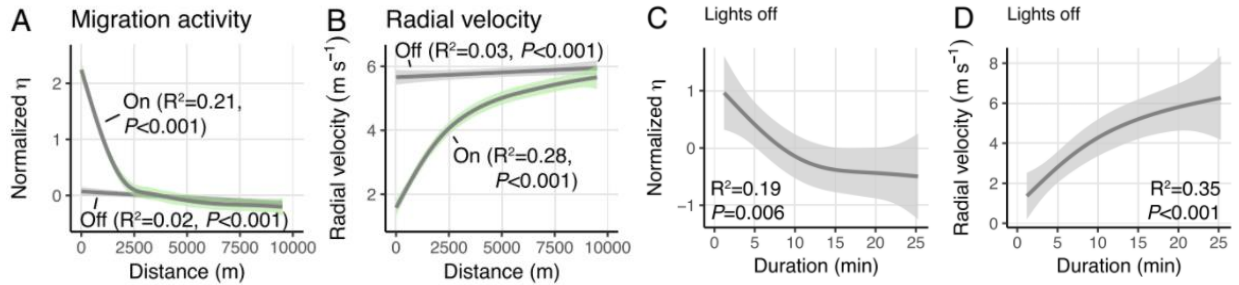 A Migration activity
Normalized η
2
1
0
On (R²=0.21,
P<0.001)
Off (R²=0.02, P<0.001)
0 2500 5000 7500 10000
Distance (m)
B Radial velocity
Radial velocity (m s⁻¹)
6
4
2
Off (R²=0.03, P<0.001)
On (R²=0.28,
P<0.001)
0 2500 5000 7500 10000
Distance (m)
C Lights off
Normalized η
1
0
−1
R²=0.19
P=0.006
0 5 10 15 20 25
Duration (min)
D Lights off
Radial velocity (m s⁻¹)
8
6
4
2
0
R²=0.35
P<0.001
0 5 10 15 20 25
Duration (min)